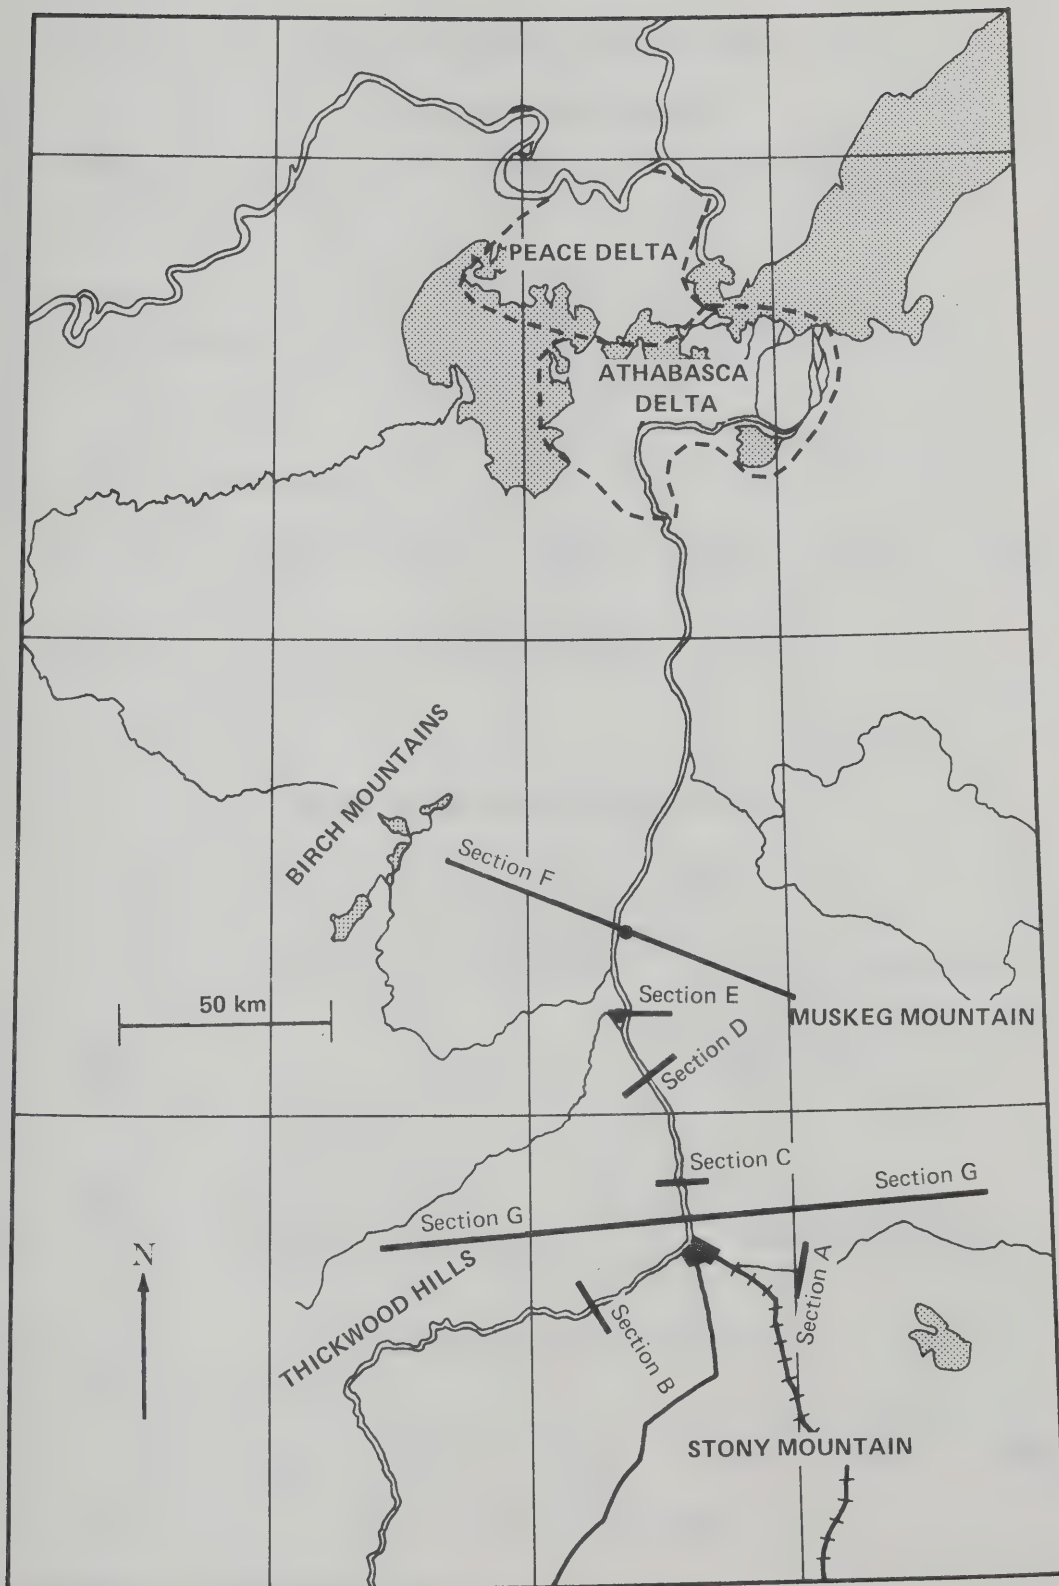 PEACE DELTA
ATHABASCA
DELTA
BIRCH MOUNTAINS
Section F
50 km
Section E
MUSKEG MOUNTAIN
Section D
Section C
Section G
Section G
N
THICKWOOD HILLS
Section A
Section B
STONY MOUNTAIN